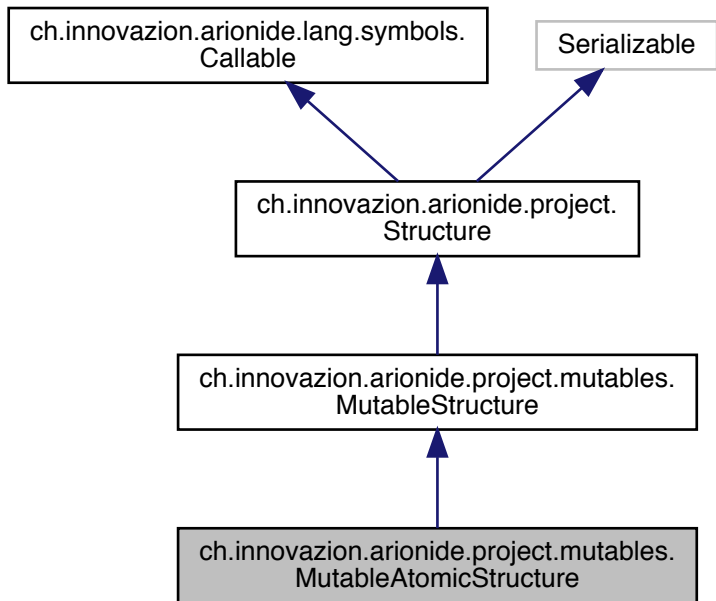 ch.innovazion.arionide.lang.symbols.
Callable
Serializable
ch.innovazion.arionide.project.
Structure
ch.innovazion.arionide.project.mutables.
MutableStructure
ch.innovazion.arionide.project.mutables.
MutableAtomicStructure